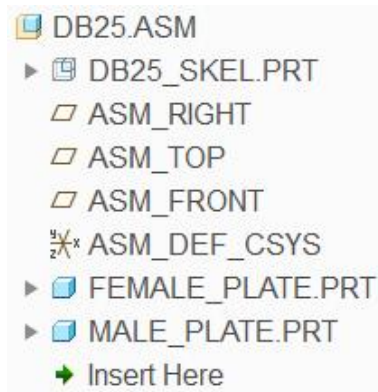 DB25.ASM
DB25_SKEL.PRT
ASM_RIGHT
ASM_TOP
ASM_FRONT
ASM_DEF_CSYS
FEMALE_PLATE.PRT
MALE_PLATE.PRT
Insert Here